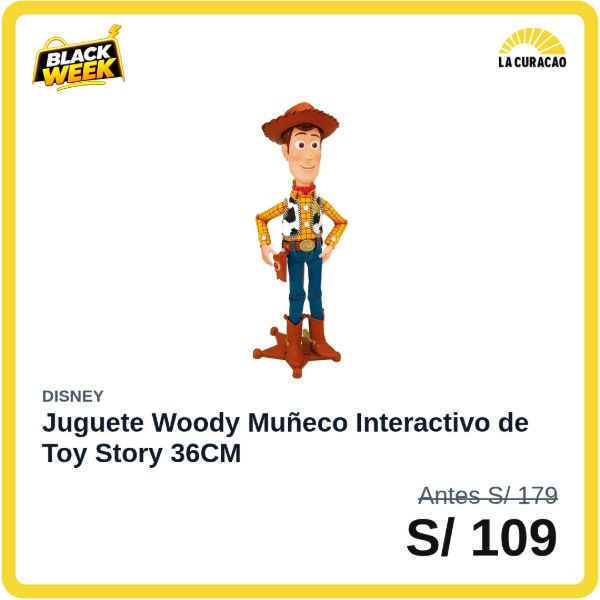 BLACK
WEEK
LA CURACAO
DISNEY
Juguete Woody Muñeco Interactivo de
Toy Story 36CM
Antes S/ 179
S/ 109